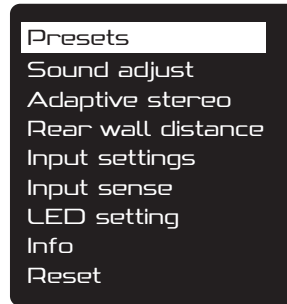 Presets
Sound adjust
Adaptive stereo
Rear wall distance
Input settings
Input sense
LED setting
Info
Reset